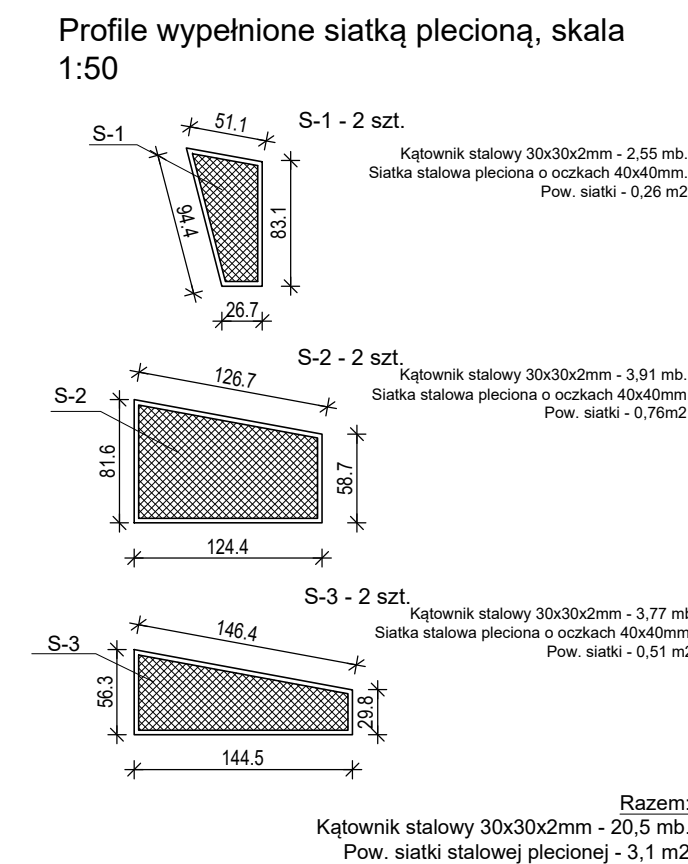 Profile wypełnione siatką plecioną, skala
1:50
S-1 - 2 szt.
S-1
51.1
94.4
83.1
26.7
Kątownik stalowy 30x30x2mm - 2,55 mb.
Siatka stalowa pleciona o oczkach 40x40mm.
Pow. siatki - 0,26 m2
S-2 - 2 szt.
S-2
126.7
81.6
58.7
124.4
Kątownik stalowy 30x30x2mm - 3,91 mb.
Siatka stalowa pleciona o oczkach 40x40mm
Pow. siatki - 0,76m2
S-3 - 2 szt.
S-3
146.4
56.3
29.8
144.5
Kątownik stalowy 30x30x2mm - 3,77 mb
Siatka stalowa pleciona o oczkach 40x40mm
Pow. siatki - 0,51 m2
Razem:
Kątownik stalowy 30x30x2mm - 20,5 mb.
Pow. siatki stalowej plecionej - 3,1 m2